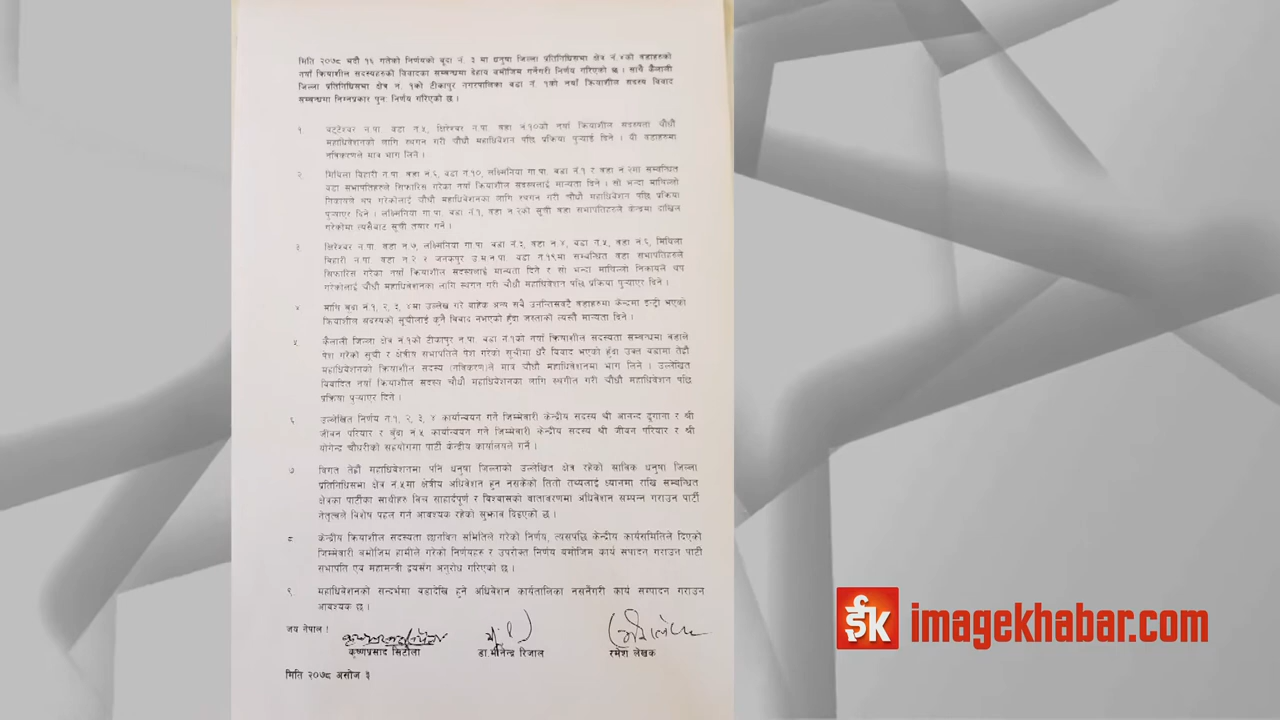 मिति २०७८ भदौ १६ गतेको निर्णयको बुंदा नं. ३ मा धनुषा जिल्ला प्रतिनिधिसभा क्षेत्र नं.४का वडाहरुको
नयाँ क्रियाशील सदस्यहरुको विवादका सम्बन्धमा देहाय बमोजिम गर्नेगरी निर्णय गरिएको छ । साथै कैलाली
जिल्ला प्रतिनिधिसभा क्षेत्र नं. १को टीकापुर नगरपालिका वडा नं. १को नयाँ क्रियाशील सदस्य विवाद
सम्बन्धमा निम्नप्रकार पुनः निर्णय गरिएको छ ।
१. बटेश्वर न.पा. वडा नं.५, क्षिरेश्वर न.पा. वडा नं.१०को नयाँ क्रियाशील सदस्यता चौधौं
महाधिवेशनको लागि स्थगन गरी चौधौं महाधिवेशन पछि प्रक्रिया पुर्‍याई दिने । यी वडाहरुमा
नविकरणले मात्र भाग लिने ।
२. मिथिला बिहारी न.पा. वडा नं.६, वडा नं.१०, लक्ष्मिनिया गा.पा. वडा नं.१ र वडा नं.२मा सम्बन्धित
वडा सभापतिहरुले सिफारिस गरेका नयाँ क्रियाशील सदस्यलाई मान्यता दिने । सो भन्दा माथिल्लो
निकायले थप गरेकोलाई चौधौं महाधिवेशनका लागि स्थगन गरी चौधौं महाधिवेशन पछि प्रक्रिया
पुर्‍याएर दिने । लक्ष्मिनिया गा.पा. वडा नं.१, वडा नं.२को सुची वडा सभापतिहरुले केन्द्रमा दाखिल
गरेकोमा त्यसैबाट सुची तयार गर्ने ।
३. क्षिरेश्वर न.पा. वडा नं.७, लक्ष्मिनिया गा.पा. वडा नं.३, वडा नं.४, वडा नं.५, वडा नं.६, मिथिला
बिहारी न.पा. वडा नं.२ र जनकपुर उ.म.न.पा. वडा नं.१९मा सम्बन्धित वडा सभापतिहरुले
सिफारिस गरेका नयाँ क्रियाशील सदस्यलाई मान्यता दिने र सो भन्दा माथिल्लो निकायले थप
गरेकोलाई चौधौं महाधिवेशनका लागि स्थगन गरी चौधौं महाधिवेशन पछि प्रक्रिया पुर्‍याएर दिने ।
४. माथि बुंदा नं.१, २, ३, ४मा उल्लेख गरे बाहेक अन्य सबै उनन्तिसवटै वडाहरुमा केन्द्रमा इन्ट्री भएको
क्रियाशील सदस्यको सुचीलाई कुनै विवाद नभएको हुँदा जस्ताको त्यस्तै मान्यता दिने ।
५. कैलाली जिल्ला क्षेत्र नं.१को टीकापुर न.पा. वडा नं.१को नयाँ क्रियाशील सदस्यता सम्बन्धमा वडाले
पेश गरेको सुची र क्षेत्रीय सभापतिले पेश गरेको सुचीमा धेरै विवाद भएको हुँदा उक्त वडामा तेह्रौं
महाधिवेशनको क्रियाशील सदस्य (नविकरण)ले मात्र चौधौं महाधिवेशनमा भाग लिने । उल्लेखित
विवादित नयाँ क्रियाशील सदस्य चौधौं महाधिवेशनका लागि स्थगीत गरी चौधौं महाधिवेशन पछि
प्रक्रिया पुर्‍याएर दिने ।
६. उल्लेखित निर्णय नं.१, २, ३, ४ कार्यान्वयन गर्ने जिम्मेवारी केन्द्रीय सदस्य श्री आनन्द ढुंगाना र श्री
जीवन परियार र बुँदा नं.५ कार्यान्वयन गर्ने जिम्मेवारी केन्द्रीय सदस्य श्री जीवन परियार र श्री
योगेन्द्र चौधरीको सहयोगमा पार्टी केन्द्रीय कार्यालयले गर्ने ।
७ विगत तेह्रौं महाधिवेशनमा पनि धनुषा जिल्लाको उल्लेखित क्षेत्र रहेको साविक धनुषा जिल्ला
प्रतिनिधिसभा क्षेत्र नं.५मा क्षेत्रीय अधिवेशन हुन नसकेको तितो तथ्यलाई ध्यानमा राखि सम्बन्धित
क्षेत्रका पार्टीका साथीहरु विच सौहार्दपूर्ण र विश्वासको वातावरणमा अधिवेशन सम्पन्न गराउन पार्टी
नेतृत्वले विशेष पहल गर्न आवश्यक रहेको सुझाव दिइएको छ ।
८ केन्द्रीय क्रियाशील सदस्यता छानविन समितिले गरेको निर्णय, त्यसपछि केन्द्रीय कार्यसमितिले दिएको
जिम्मेवारी बमोजिम हामीले गरेको निर्णयहरु र उपरोक्त निर्णय बमोजिम कार्य संपादन गराउन पार्टी
सभापति एवं महामन्त्री द्वयसंग अनुरोध गरिएको छ ।
९ महाधिवेशनको सन्दर्भमा वडादेखि हुने अधिवेशन कार्यतालिका नसर्नेगरी कार्य सम्पादन गराउन
आवश्यक छ ।
जय नेपाल !
कृष्णप्रसाद सिटौला डा.मीनेन्द्र रिजाल रमेश लेखक
मिति २०७८ असोज ३
ईk imagekhabar.com